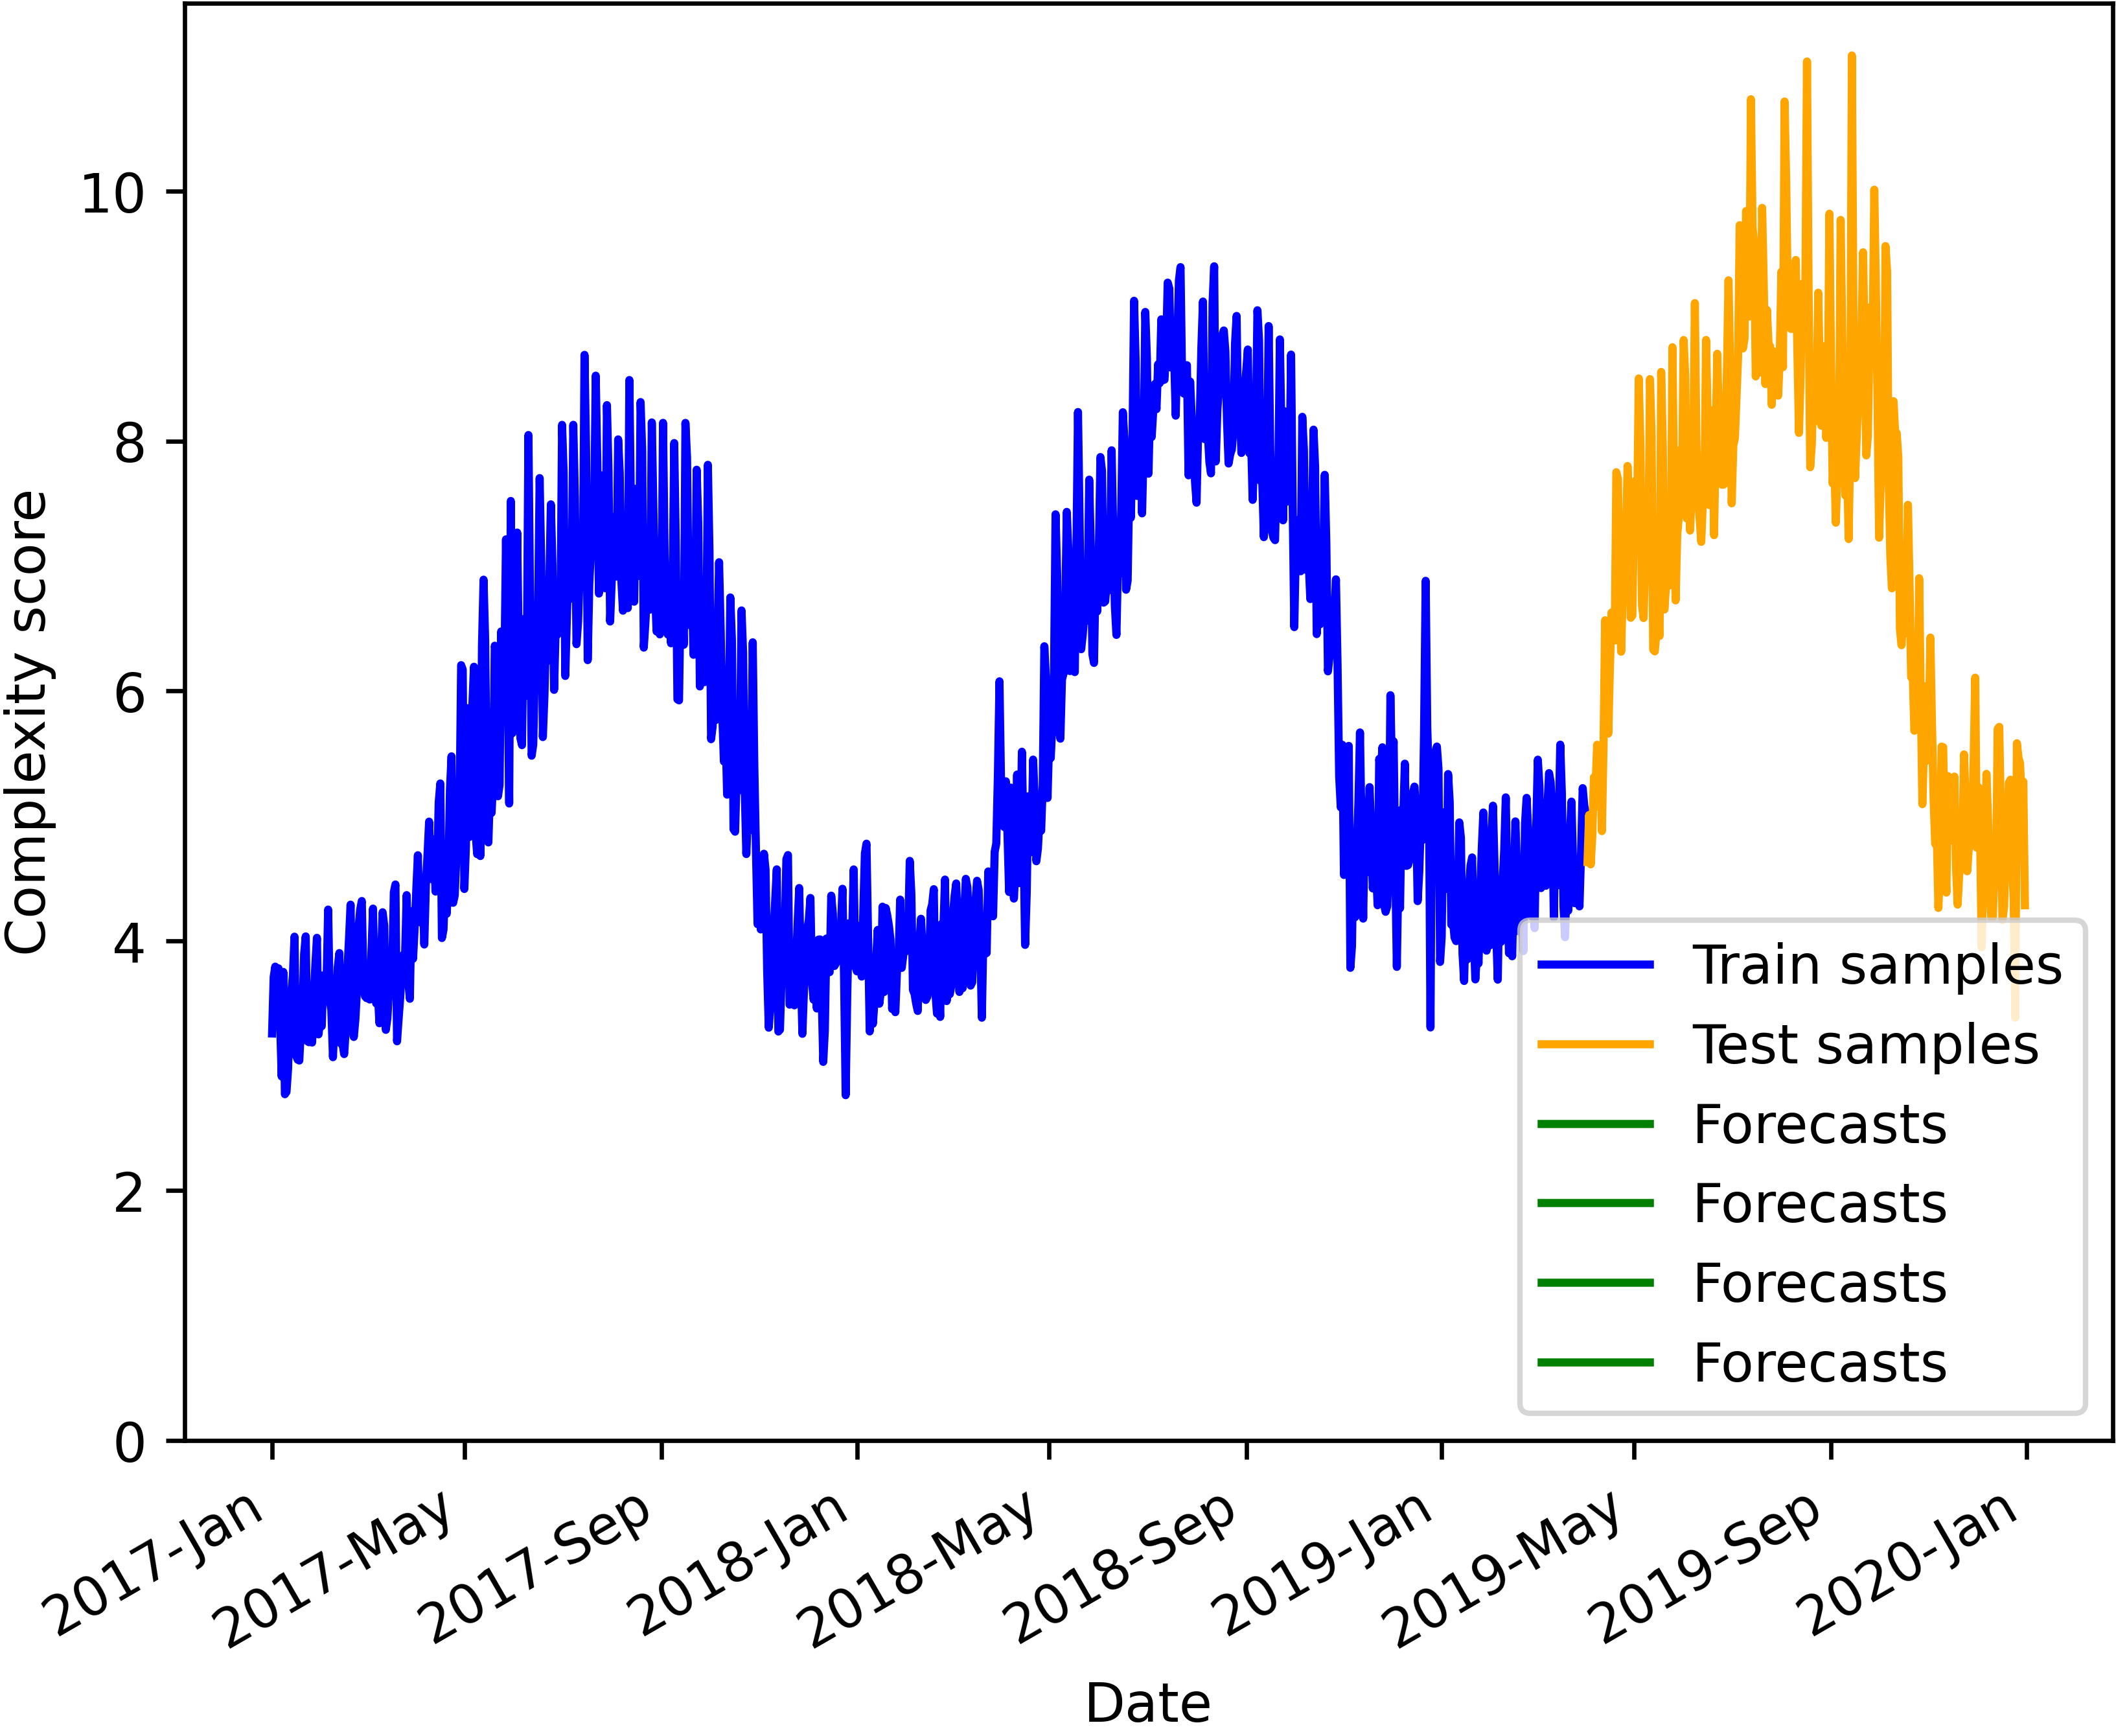 10
8
6
4
2
0
Complexity score
Train samples
Test samples
Forecasts
Forecasts
Forecasts
Forecasts
2017-Jan
2017-May
2017-Sep
2018-Jan
2018-May
2018-Sep
2019-Jan
2019-May
2019-Sep
2020-Jan
Date